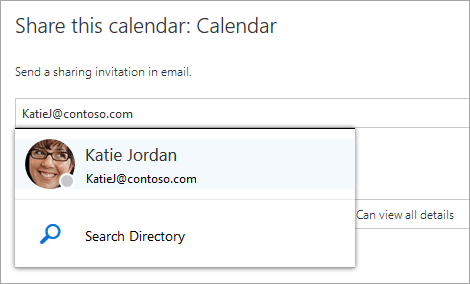 Share this calendar: Calendar
Send a sharing invitation in email.
KatieJ@contoso.com
Katie Jordan
KatieJ@contoso.com
Can view all details
Search Directory